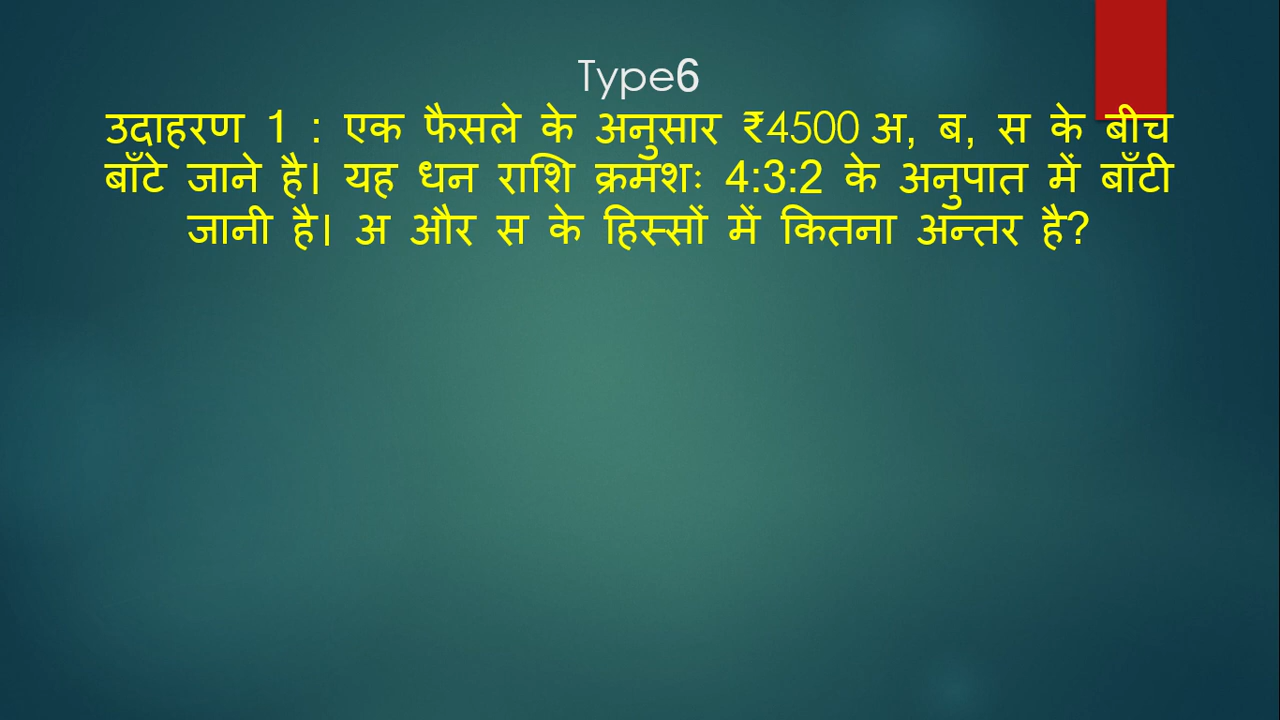 Type6
उदाहरण 1 : एक फैसले के अनुसार ₹4500 अ, ब, स के बीच
बाँटे जाने है। यह धन राशि क्रमशः 4:3:2 के अनुपात में बाँटी
जानी है। अ और स के हिस्सों में कितना अन्तर है?